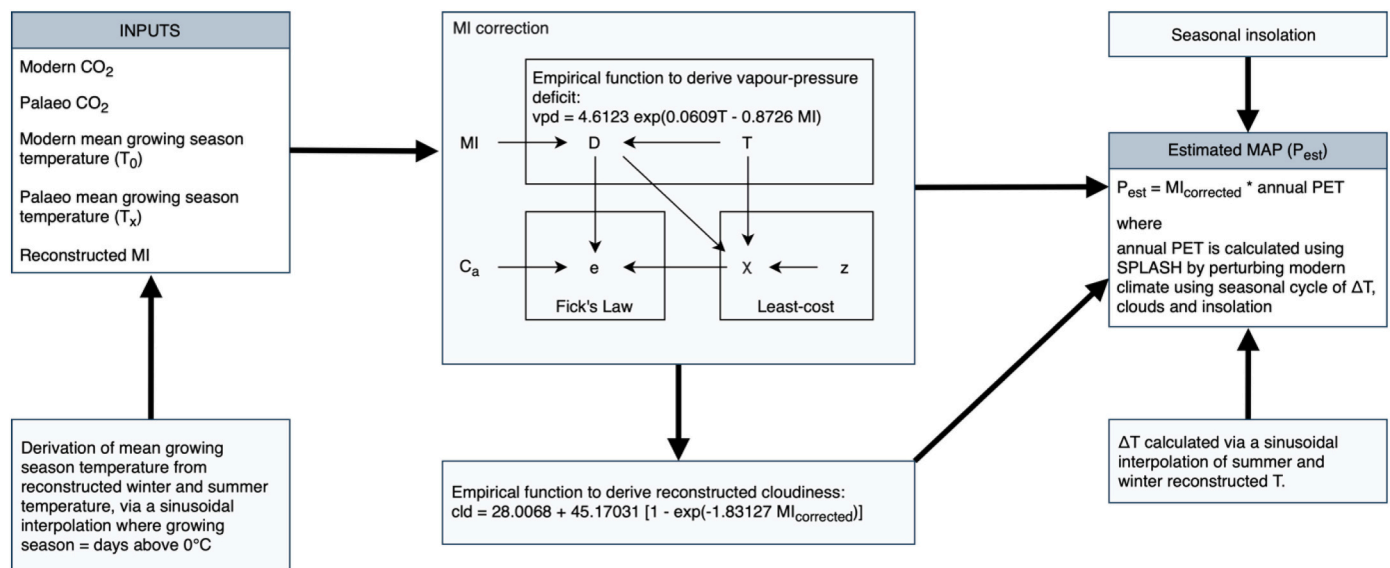 INPUTS
Modern CO₂
Palaeo CO₂
Modern mean growing season
temperature (T₀)
Palaeo mean growing season
temperature (Tₓ)
Reconstructed MI
Derivation of mean growing
season temperature from
reconstructed winter and summer
temperature, via a sinusoidal
interpolation where growing
season = days above 0°C
MI correction
Empirical function to derive vapour-pressure
deficit:
vpd = 4.6123 exp(0.0609T - 0.8726 MI)
MI D T
Cₐ e χ z
Fick's Law Least-cost
Empirical function to derive reconstructed cloudiness:
cld = 28.0068 + 45.17031 [1 - exp(-1.83127 MI_corrected)]
Seasonal insolation
Estimated MAP (P_est)
P_est = MI_corrected * annual PET
where
annual PET is calculated using
SPLASH by perturbing modern
climate using seasonal cycle of ΔT,
clouds and insolation
ΔT calculated via a sinusoidal
interpolation of summer and
winter reconstructed T.